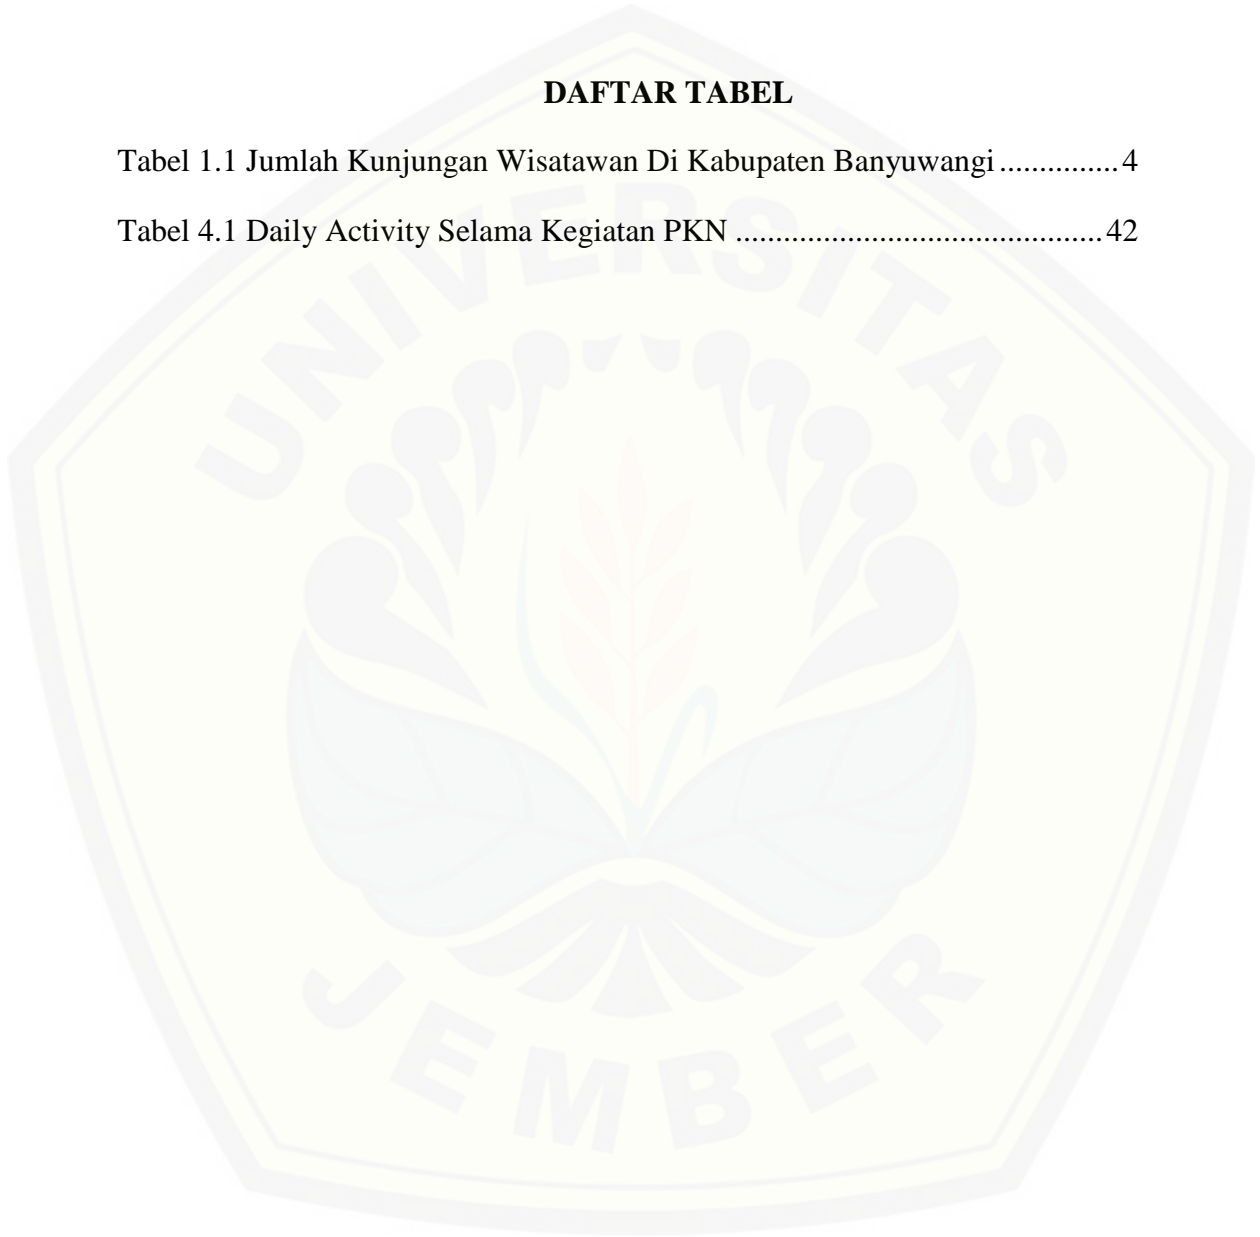 DAFTAR TABEL
Tabel 1.1 Jumlah Kunjungan Wisatawan Di Kabupaten Banyuwangi ............... 4
Tabel 4.1 Daily Activity Selama Kegiatan PKN .............................................. 42
UNIVERSITAS
JEMBER